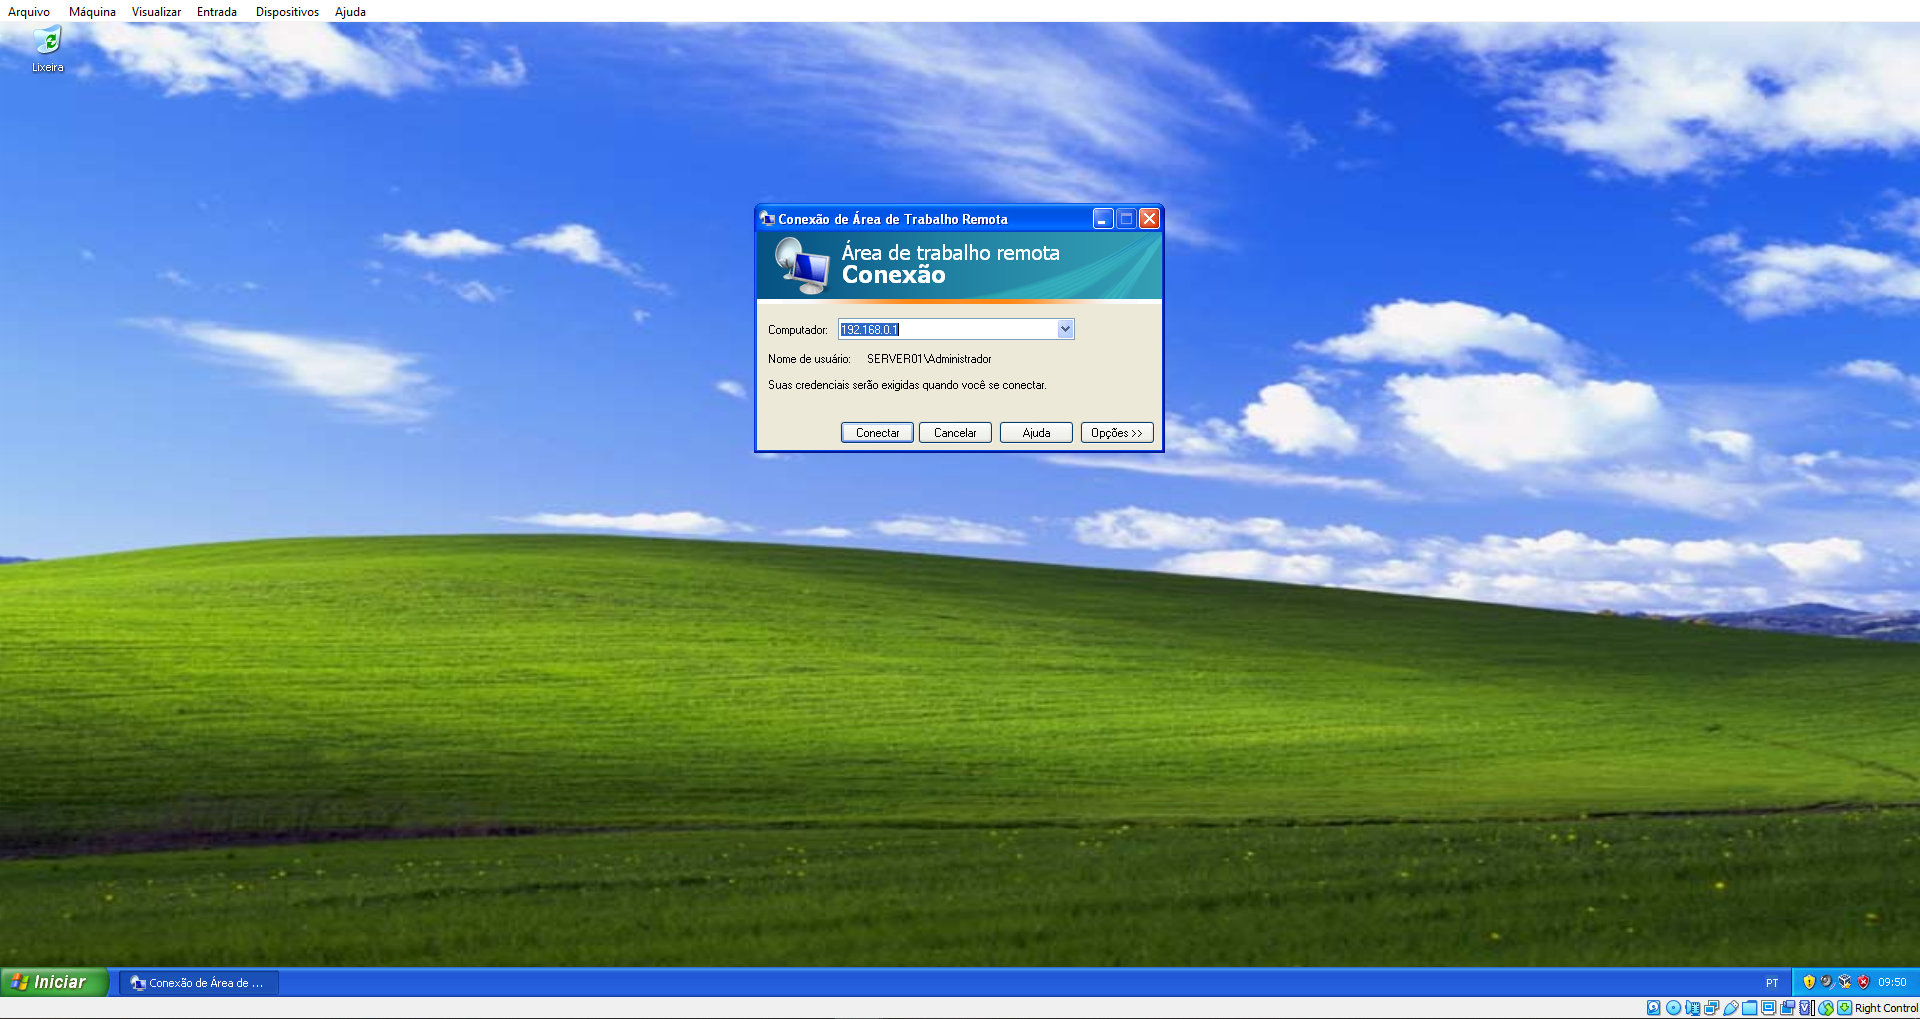 Arquivo Máquina Visualizar Entrada Dispositivos Ajuda
Lixeira
Conexão de Área de Trabalho Remota
Área de trabalho remota
Conexão
Computador: 192.168.0.1
Nome de usuário: SERVER01\Administrador
Suas credenciais serão exigidas quando você se conectar.
Conectar Cancelar Ajuda Opções >>
Iniciar Conexão de Área de ... PT 09:50
Right Control